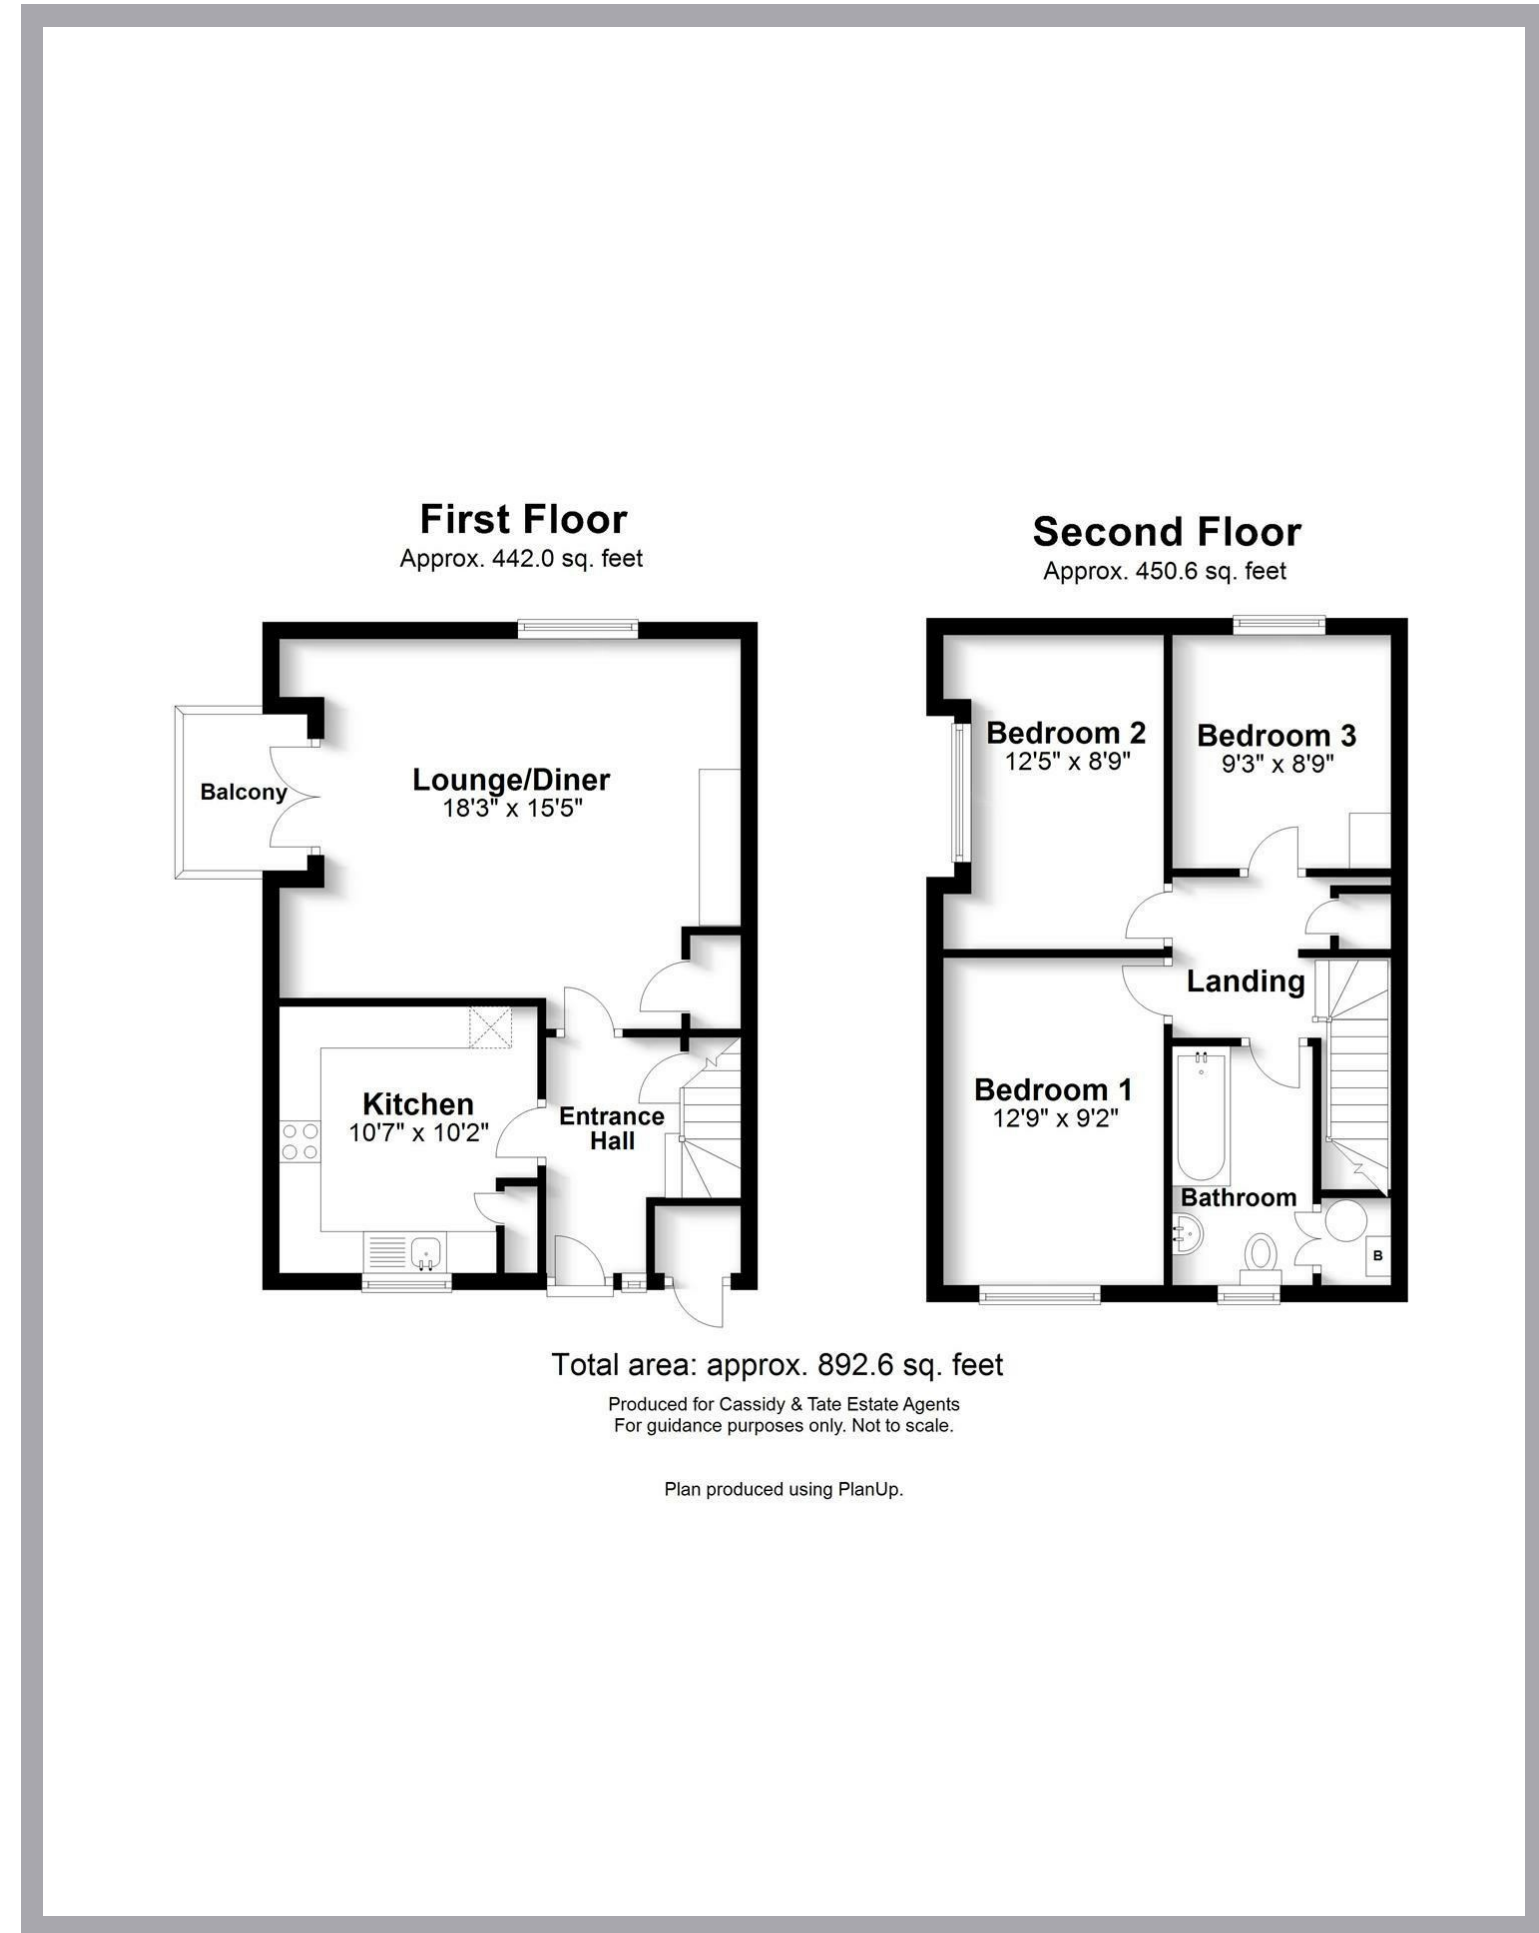 First Floor
Approx. 442.0 sq. feet
Balcony
Lounge/Diner
18'3" x 15'5"
Kitchen
10'7" x 10'2"
Entrance
Hall
Second Floor
Approx. 450.6 sq. feet
Bedroom 2
12'5" x 8'9"
Bedroom 3
9'3" x 8'9"
Landing
Bedroom 1
12'9" x 9'2"
Bathroom
B
Total area: approx. 892.6 sq. feet
Produced for Cassidy & Tate Estate Agents
For guidance purposes only. Not to scale.
Plan produced using PlanUp.